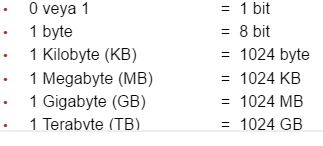 • 0 veya 1 = 1 bit
• 1 byte = 8 bit
• 1 Kilobyte (KB) = 1024 byte
• 1 Megabyte (MB) = 1024 KB
• 1 Gigabyte (GB) = 1024 MB
• 1 Terabyte (TB) = 1024 GB